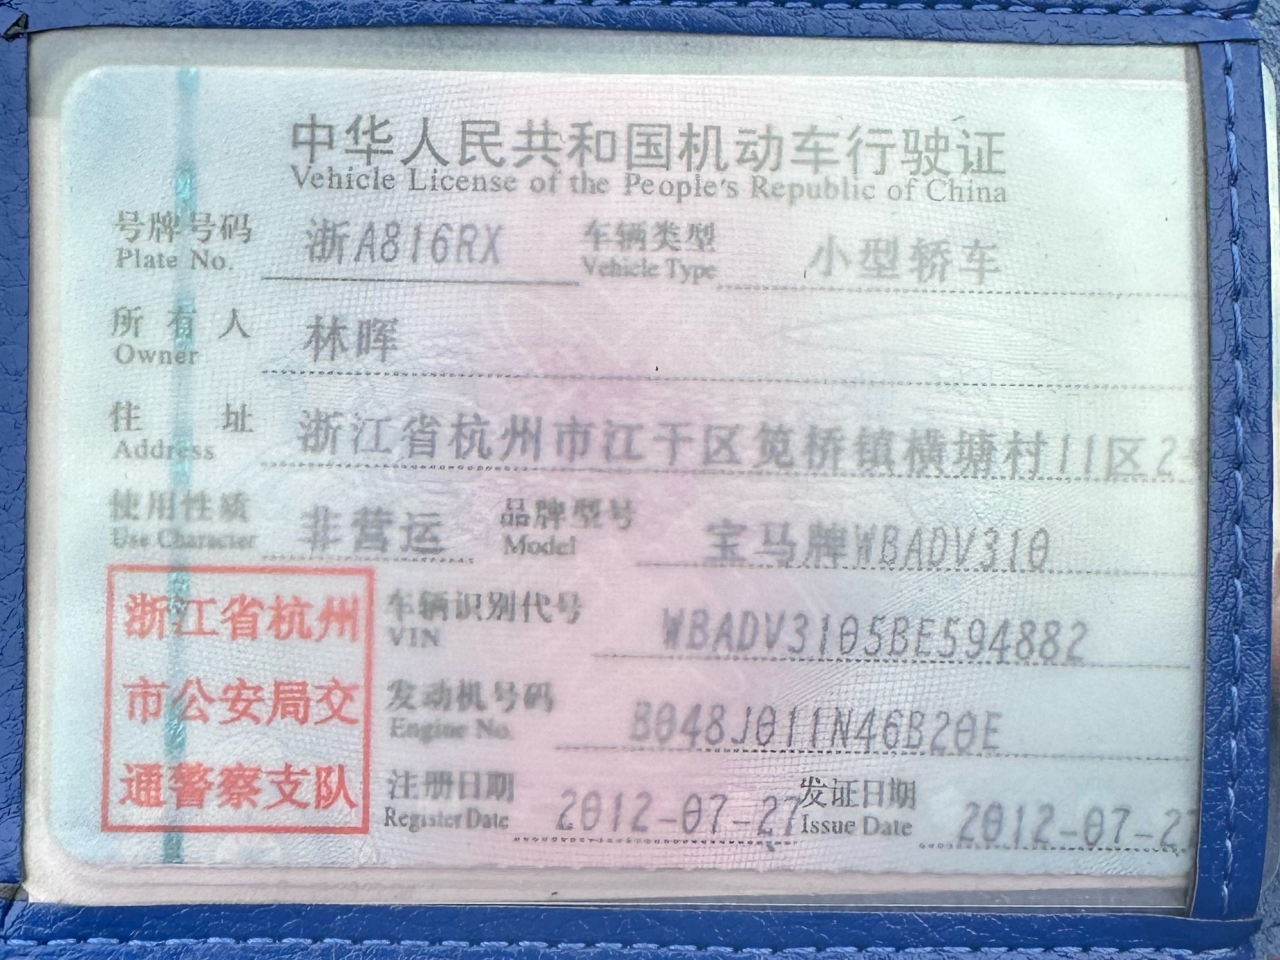 中华人民共和国机动车行驶证
Vehicle License of the People's Republic of China
号牌号码 浙A816RX 车辆类型 小型轿车
Plate No. Vehicle Type
所有人 林晖
Owner
住址 浙江省杭州市江干区笕桥镇横塘村11区2
Address
使用性质 非营运 品牌型号 宝马牌WBADV310
Use Character Model
浙江省杭州
市公安局交
通警察支队
车辆识别代号 WBADV3105BE594882
VIN
发动机号码 B048J011N46B20E
Engine No.
注册日期 2012-07-27 发证日期 2012-07-2
Register Date Issue Date